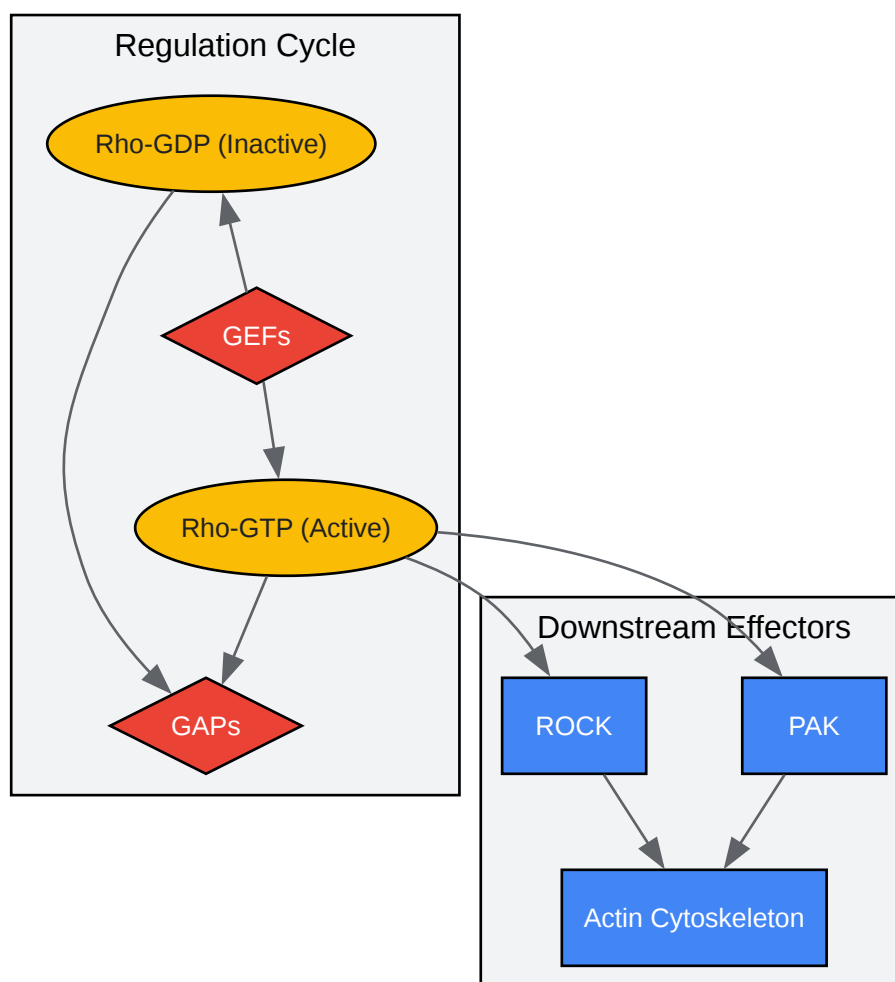 Regulation Cycle
Rho-GDP (Inactive)
GEFs
Rho-GTP (Active)
GAPs
Downstream Effectors
ROCK
PAK
Actin Cytoskeleton